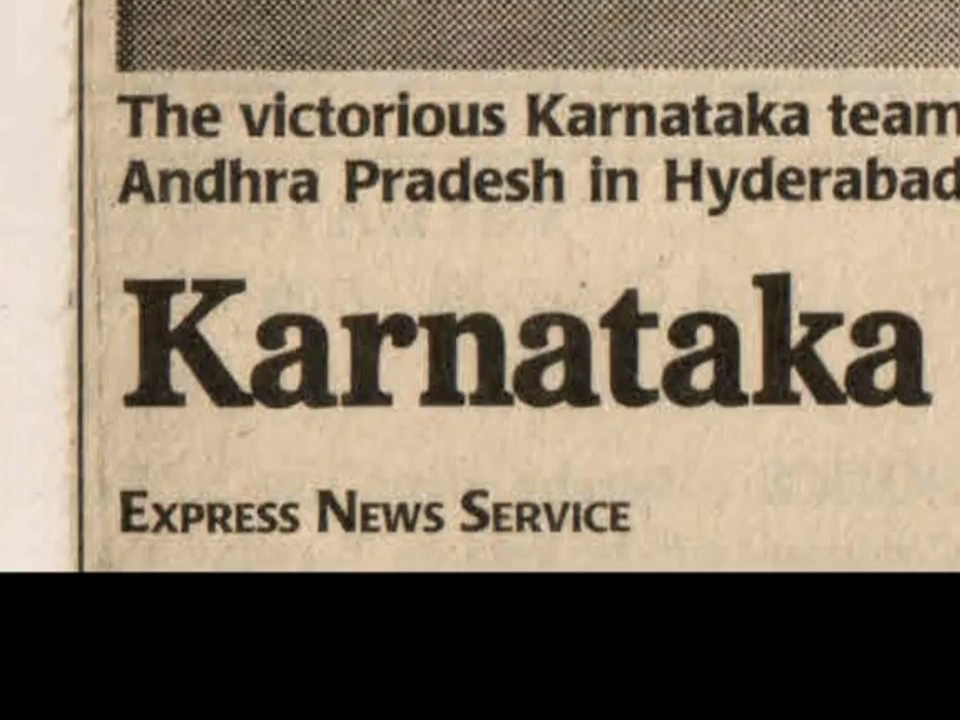 The victorious Karnataka team
Andhra Pradesh in Hyderabad
Karnataka
EXPRESS NEWS SERVICE